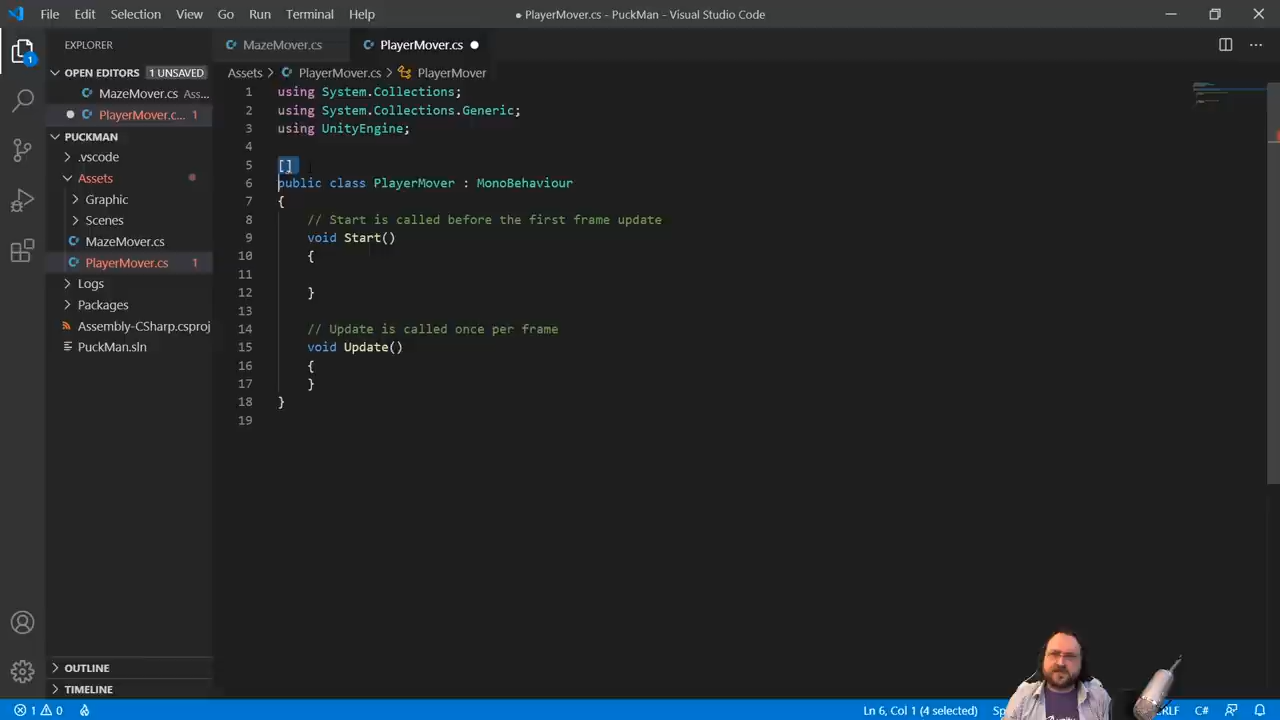 File Edit Selection View Go Run Terminal Help
● PlayerMover.cs - PuckMan - Visual Studio Code
EXPLORER
MazeMover.cs
PlayerMover.cs ●
OPEN EDITORS 1 UNSAVED
Assets > PlayerMover.cs > PlayerMover
MazeMover.cs Ass...
● PlayerMover.c... 1
PUCKMAN
.vscode
Assets
Graphic
Scenes
MazeMover.cs
PlayerMover.cs 1
Logs
Packages
Assembly-CSharp.csproj
PuckMan.sln
OUTLINE
TIMELINE
1 using System.Collections;
2 using System.Collections.Generic;
3 using UnityEngine;
4
5 []
6 public class PlayerMover : MonoBehaviour
7 {
8 // Start is called before the first frame update
9 void Start()
10 {
11
12 }
13
14 // Update is called once per frame
15 void Update()
16 {
17 }
18 }
19
1 0
Ln 6, Col 1 (4 selected)
C#